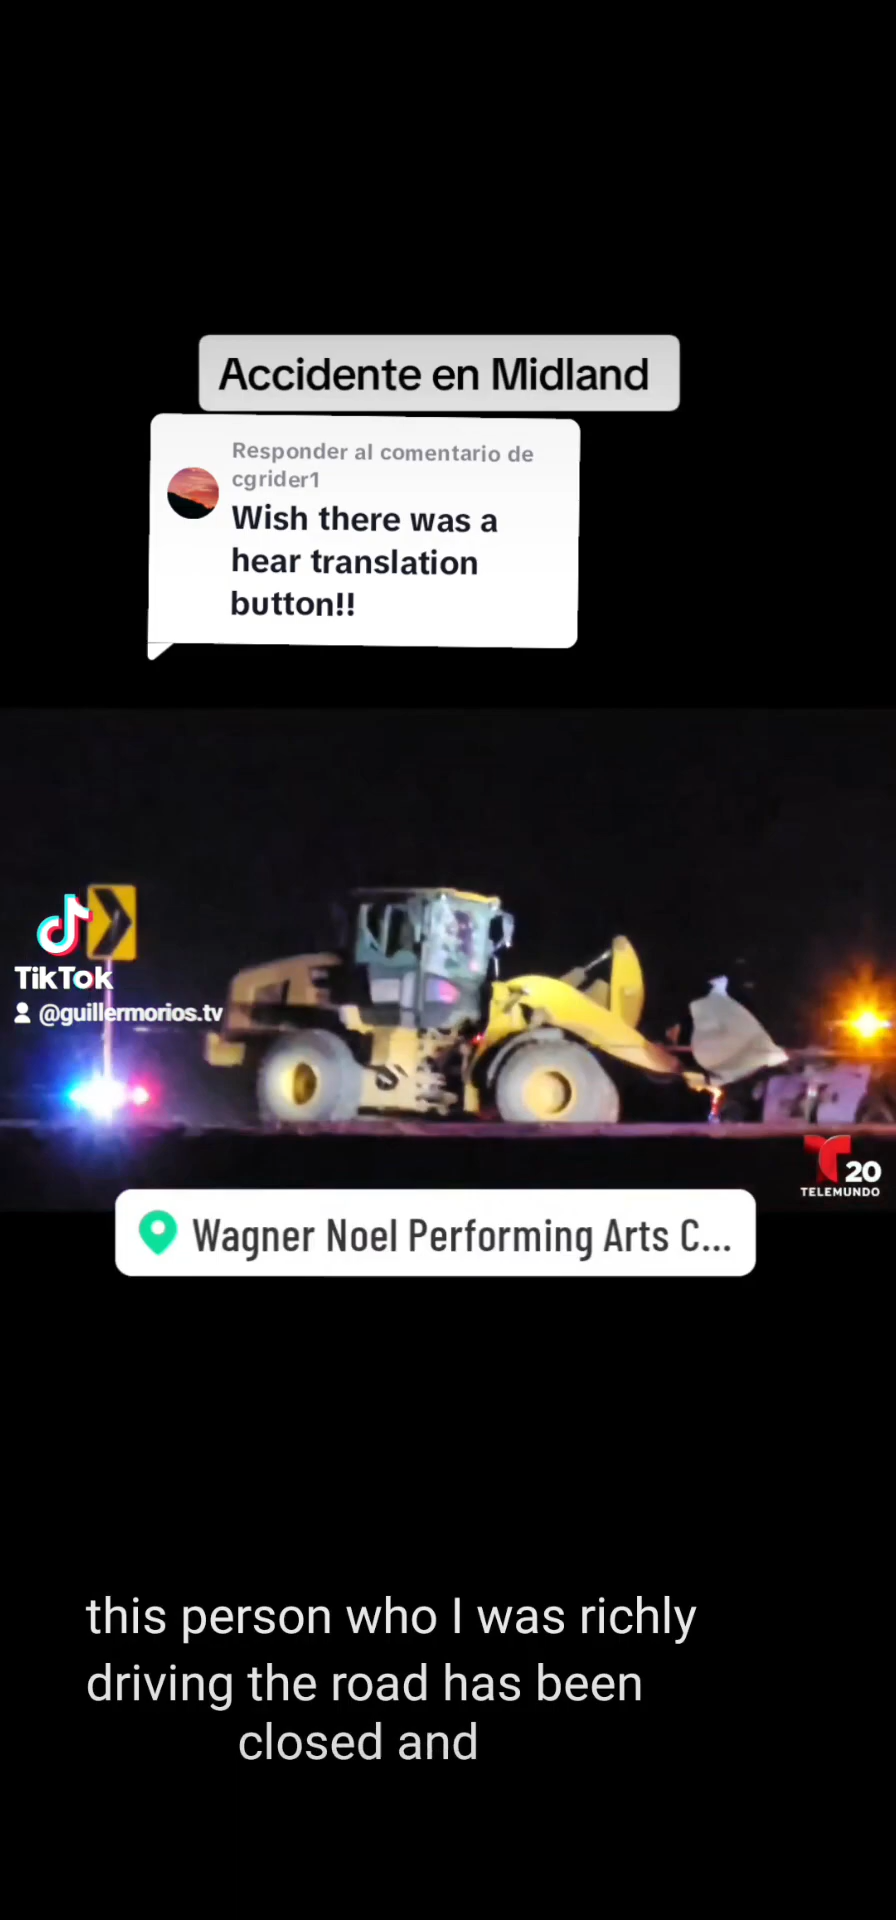 Accidente en Midland
Responder al comentario de
cgrider1
Wish there was a
hear translation
button!!
TikTok
@guillermorios.tv
20
TELEMUNDO
Wagner Noel Performing Arts C...
this person who I was richly
driving the road has been
closed and